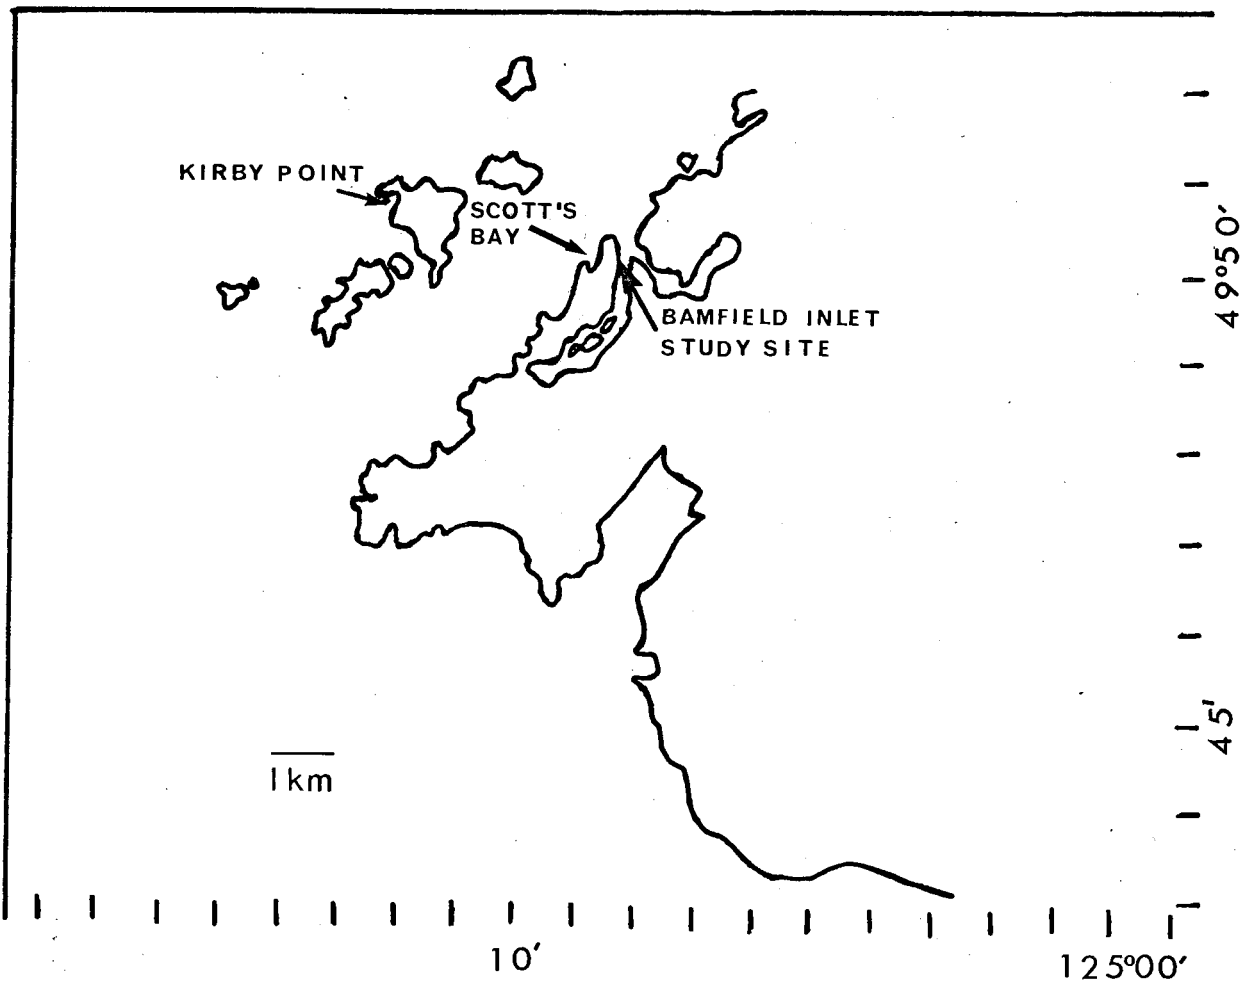 KIRBY POINT
SCOTT'S
BAY
BAMFIELD INLET
STUDY SITE
49°50′
45'
1km
10′
125°00′